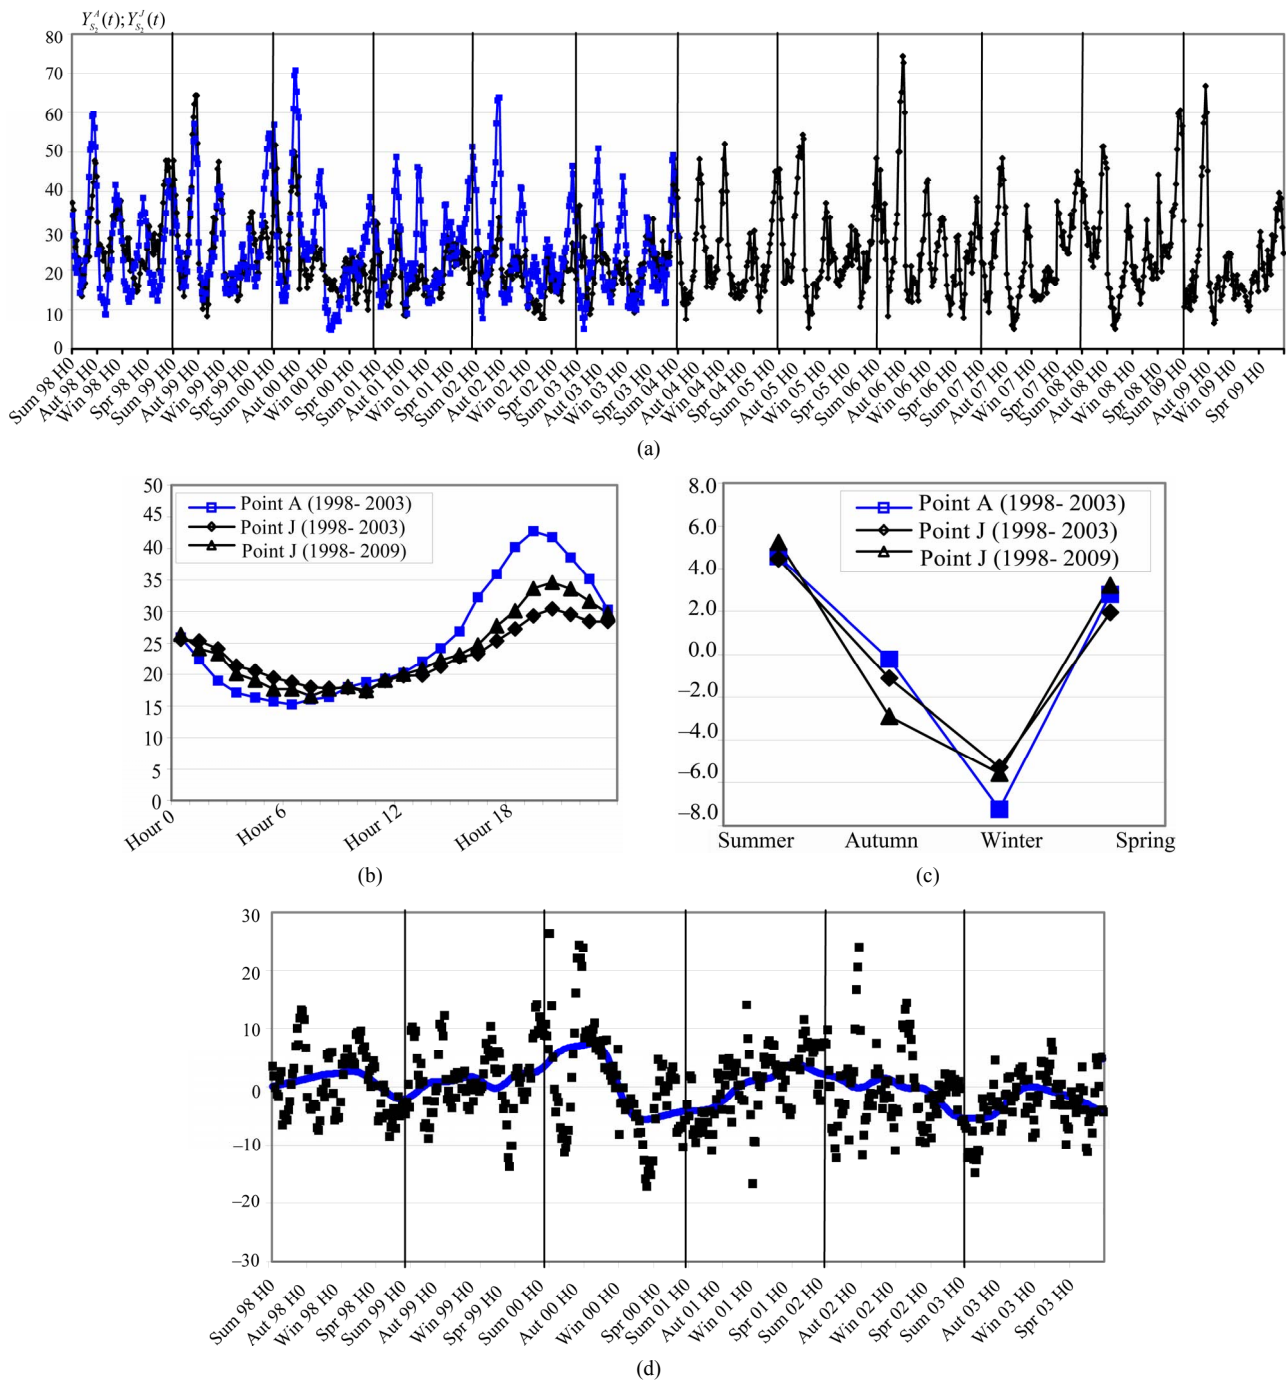 Y_{S_2}^A(t);Y_{S_2}^J(t)
80
70
60
50
40
30
20
10
0
Sum 98 H0
Aut 98 H0
Win 98 H0
Spr 98 H0
Sum 99 H0
Aut 99 H0
Win 99 H0
Spr 99 H0
Sum 00 H0
Aut 00 H0
Win 00 H0
Spr 00 H0
Sum 01 H0
Aut 01 H0
Win 01 H0
Spr 01 H0
Sum 02 H0
Aut 02 H0
Win 02 H0
Spr 02 H0
Sum 03 H0
Aut 03 H0
Win 03 H0
Spr 03 H0
Sum 04 H0
Aut 04 H0
Win 04 H0
Spr 04 H0
Sum 05 H0
Aut 05 H0
Win 05 H0
Spr 05 H0
Sum 06 H0
Aut 06 H0
Win 06 H0
Spr 06 H0
Sum 07 H0
Aut 07 H0
Win 07 H0
Spr 07 H0
Sum 08 H0
Aut 08 H0
Win 08 H0
Spr 08 H0
Sum 09 H0
Aut 09 H0
Win 09 H0
Spr 09 H0
(a)
50
45
40
35
30
25
20
15
10
5
0
Point A (1998- 2003)
Point J (1998- 2003)
Point J (1998- 2009)
Hour 0
Hour 6
Hour 12
Hour 18
(b)
8.0
6.0
4.0
2.0
0.0
−2.0
−4.0
−6.0
−8.0
Point A (1998- 2003)
Point J (1998- 2003)
Point J (1998- 2009)
Summer
Autumn
Winter
Spring
(c)
30
20
10
0
−10
−20
−30
Sum 98 H0
Aut 98 H0
Win 98 H0
Spr 98 H0
Sum 99 H0
Aut 99 H0
Win 99 H0
Spr 99 H0
Sum 00 H0
Aut 00 H0
Win 00 H0
Spr 00 H0
Sum 01 H0
Aut 01 H0
Win 01 H0
Spr 01 H0
Sum 02 H0
Aut 02 H0
Win 02 H0
Spr 02 H0
Sum 03 H0
Aut 03 H0
Win 03 H0
Spr 03 H0
(d)